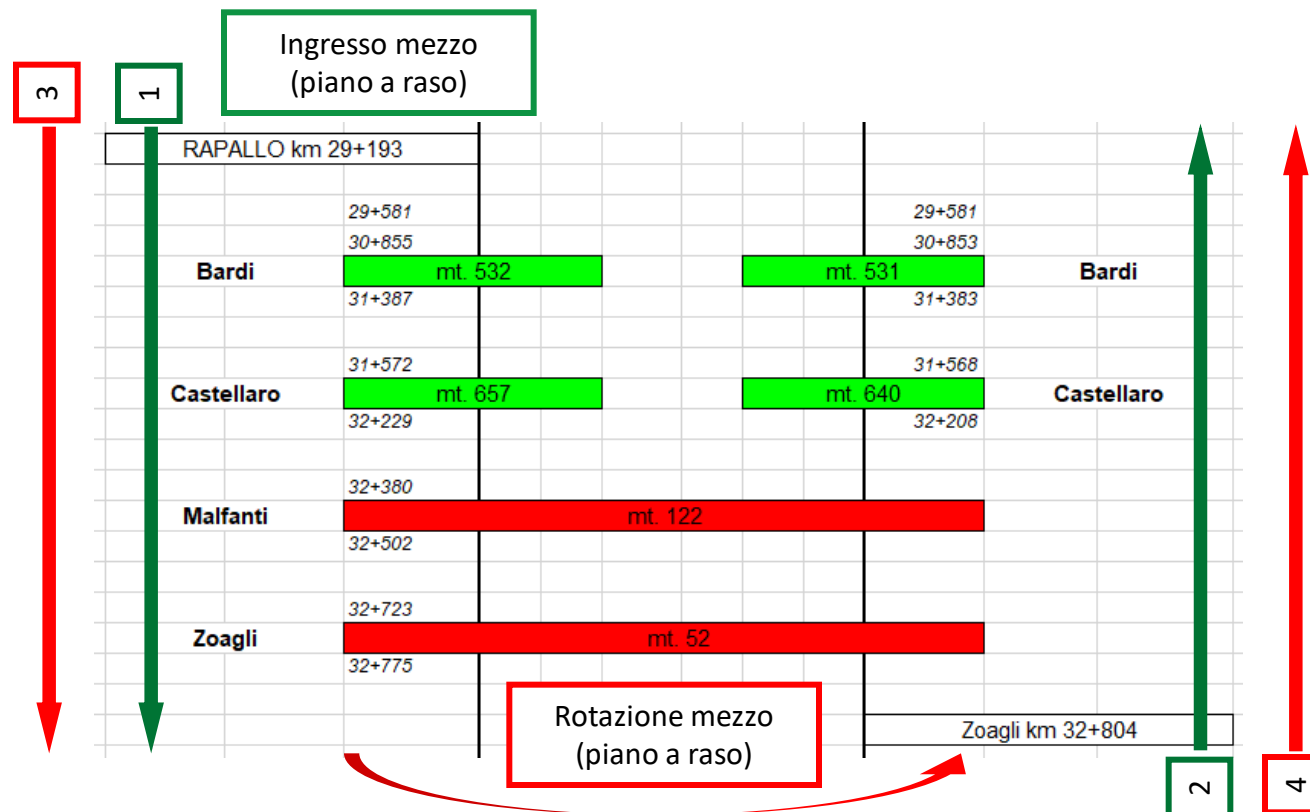 Ingresso mezzo
(piano a raso)
3
1
RAPALLO km 29+193
29+581
29+581
30+855
30+853
Bardi
mt. 532
mt. 531
Bardi
31+387
31+383
31+572
31+568
Castellaro
mt. 657
mt. 640
Castellaro
32+229
32+208
32+380
Malfanti
mt. 122
32+502
32+723
Zoagli
mt. 52
32+775
Rotazione mezzo
(piano a raso)
Zoagli km 32+804
2
4